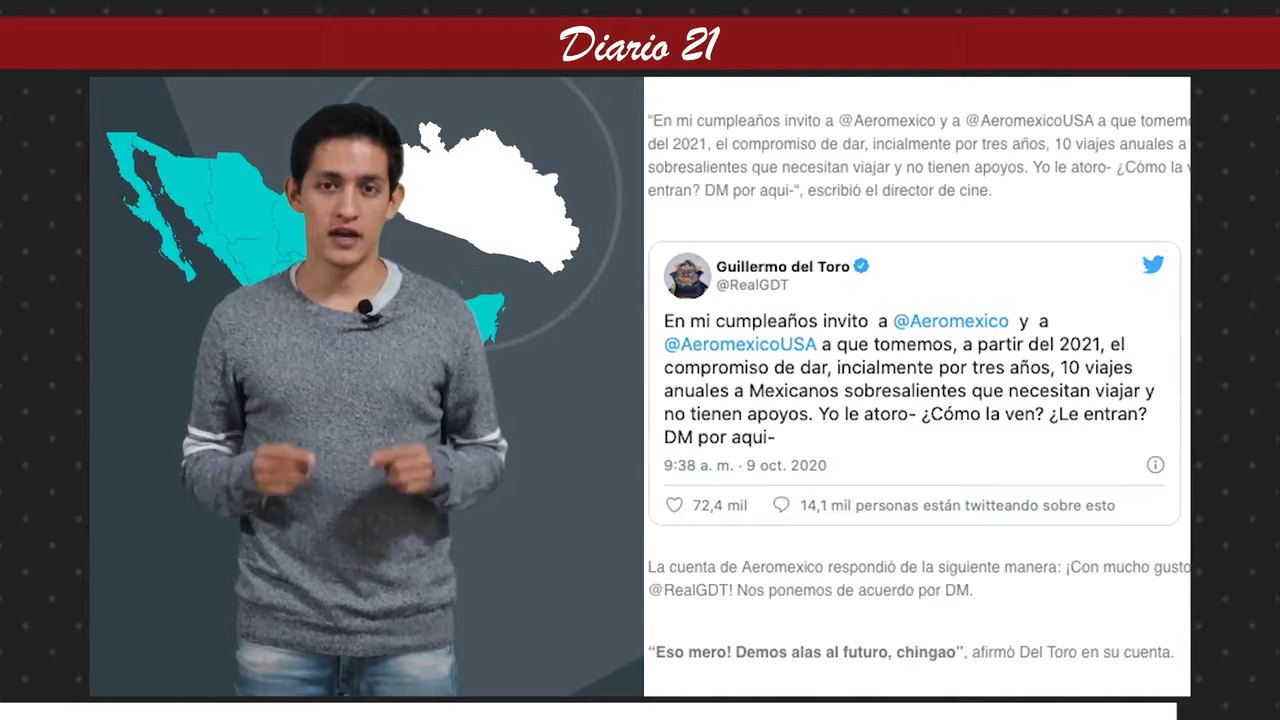 Diario 21
“En mi cumpleaños invito a @Aeromexico y a @AeromexicoUSA a que
del 2021, el compromiso de dar, incialmente por tres años, 10 viajes anuales a
sobresalientes que necesitan viajar y no tienen apoyos. Yo le atoro- ¿Cómo la
entran? DM por aqui-“, escribió el director de cine.
Guillermo del Toro
@RealGDT
En mi cumpleaños invito a @Aeromexico y a
@AeromexicoUSA a que tomemos, a partir del 2021, el
compromiso de dar, incialmente por tres años, 10 viajes
anuales a Mexicanos sobresalientes que necesitan viajar y
no tienen apoyos. Yo le atoro- ¿Cómo la ven? ¿Le entran?
DM por aqui-
9:38 a. m. · 9 oct. 2020
72,4 mil 14,1 mil personas están twitteando sobre esto
La cuenta de Aeromexico respondió de la siguiente manera: ¡Con mucho gusto
@RealGDT! Nos ponemos de acuerdo por DM.
“Eso mero! Demos alas al futuro, chingao”, afirmó Del Toro en su cuenta.